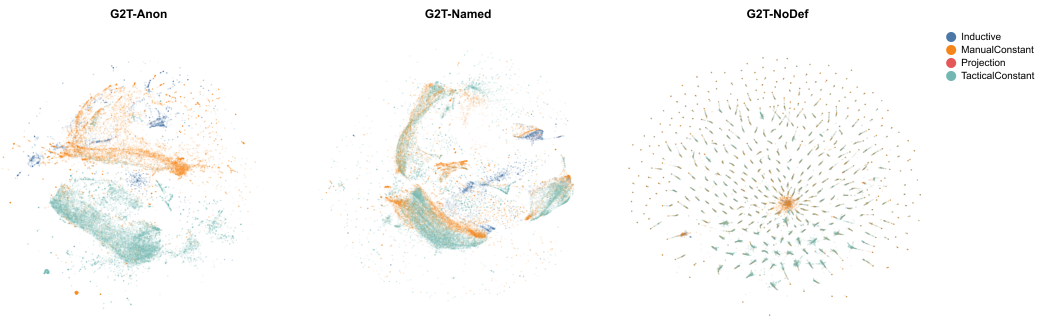 G2T-Anon
G2T-Named
G2T-NoDef
Inductive
ManualConstant
Projection
TacticalConstant